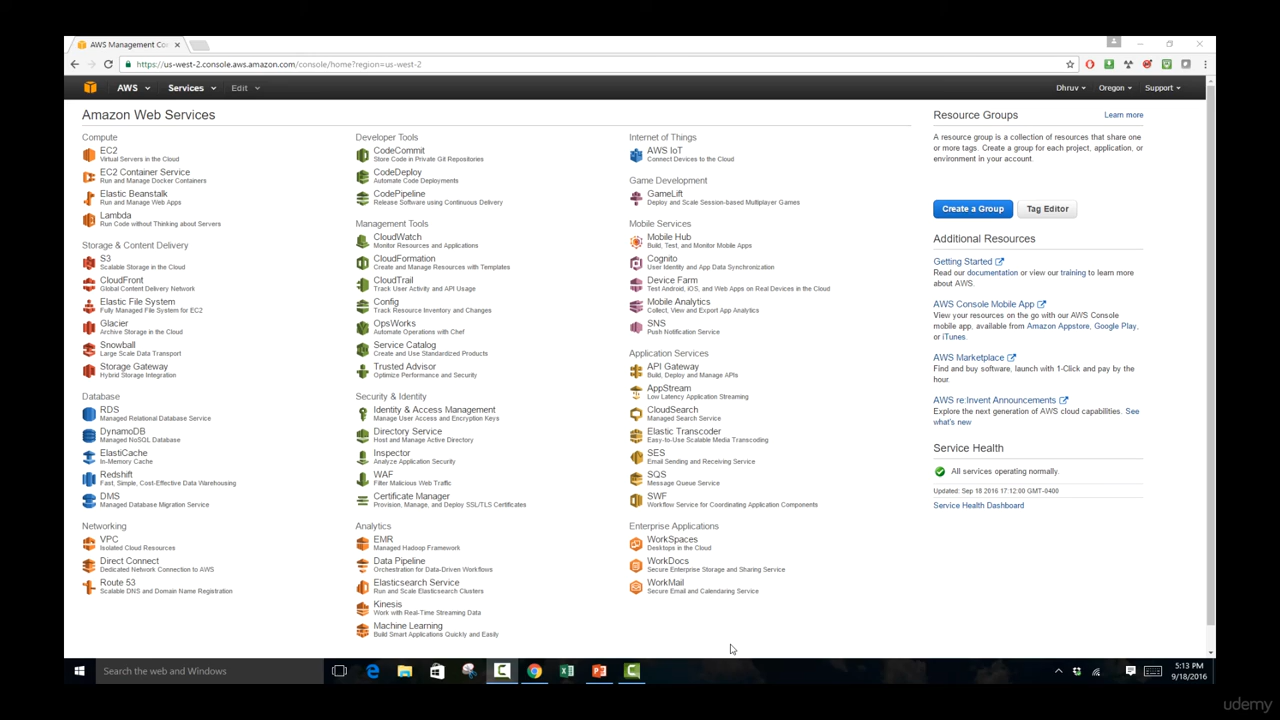 AWS Management Co
https://us-west-2.console.aws.amazon.com/console/home?region=us-west-2
AWS Services Edit Dhruv Oregon Support
Amazon Web Services
Compute
EC2
Virtual Servers in the Cloud
EC2 Container Service
Run and Manage Docker Containers
Elastic Beanstalk
Run and Manage Web Apps
Lambda
Run Code without Thinking about Servers
Storage & Content Delivery
S3
Scalable Storage in the Cloud
CloudFront
Global Content Delivery Network
Elastic File System
Fully Managed File System for EC2
Glacier
Archive Storage in the Cloud
Snowball
Large Scale Data Transport
Storage Gateway
Hybrid Storage Integration
Database
RDS
Managed Relational Database Service
DynamoDB
Managed NoSQL Database
ElastiCache
In-Memory Cache
Redshift
Fast, Simple, Cost-Effective Data Warehousing
DMS
Managed Database Migration Service
Networking
VPC
Isolated Cloud Resources
Direct Connect
Dedicated Network Connection to AWS
Route 53
Scalable DNS and Domain Name Registration
Developer Tools
CodeCommit
Store Code in Private Git Repositories
CodeDeploy
Automate Code Deployments
CodePipeline
Release Software using Continuous Delivery
Management Tools
CloudWatch
Monitor Resources and Applications
CloudFormation
Create and Manage Resources with Templates
CloudTrail
Track User Activity and API Usage
Config
Track Resource Inventory and Changes
OpsWorks
Automate Operations with Chef
Service Catalog
Create and Use Standardized Products
Trusted Advisor
Optimize Performance and Security
Security & Identity
Identity & Access Management
Manage User Access and Encryption Keys
Directory Service
Host and Manage Active Directory
Inspector
Analyze Application Security
WAF
Filter Malicious Web Traffic
Certificate Manager
Provision, Manage, and Deploy SSL/TLS Certificates
Analytics
EMR
Managed Hadoop Framework
Data Pipeline
Orchestration for Data-Driven Workflows
Elasticsearch Service
Run and Scale Elasticsearch Clusters
Kinesis
Work with Real-Time Streaming Data
Machine Learning
Build Smart Applications Quickly and Easily
Internet of Things
AWS IoT
Connect Devices to the Cloud
Game Development
GameLift
Deploy and Scale Session-based Multiplayer Games
Mobile Services
Mobile Hub
Build, Test, and Monitor Mobile Apps
Cognito
User Identity and App Data Synchronization
Device Farm
Test Android, iOS, and Web Apps on Real Devices in the Cloud
Mobile Analytics
Collect, View and Export App Analytics
SNS
Push Notification Service
Application Services
API Gateway
Build, Deploy and Manage APIs
AppStream
Low Latency Application Streaming
CloudSearch
Managed Search Service
Elastic Transcoder
Easy-to-Use Scalable Media Transcoding
SES
Email Sending and Receiving Service
SQS
Message Queue Service
SWF
Workflow Service for Coordinating Application Components
Enterprise Applications
WorkSpaces
Desktops in the Cloud
WorkDocs
Secure Enterprise Storage and Sharing Service
WorkMail
Secure Email and Calendaring Service
Resource Groups Learn more
A resource group is a collection of resources that share one
or more tags. Create a group for each project, application, or
environment in your account.
Create a Group Tag Editor
Additional Resources
Getting Started
Read our documentation or view our training to learn more
about AWS.
AWS Console Mobile App
View your resources on the go with our AWS Console
mobile app, available from Amazon Appstore, Google Play,
or iTunes.
AWS Marketplace
Find and buy software, launch with 1-Click and pay by the
hour.
AWS re:Invent Announcements
Explore the next generation of AWS cloud capabilities. See
what's new
Service Health
All services operating normally.
Updated: Sep 18 2016 17:12:00 GMT-0400
Service Health Dashboard
Search the web and Windows
5:13 PM
9/18/2016
udemy